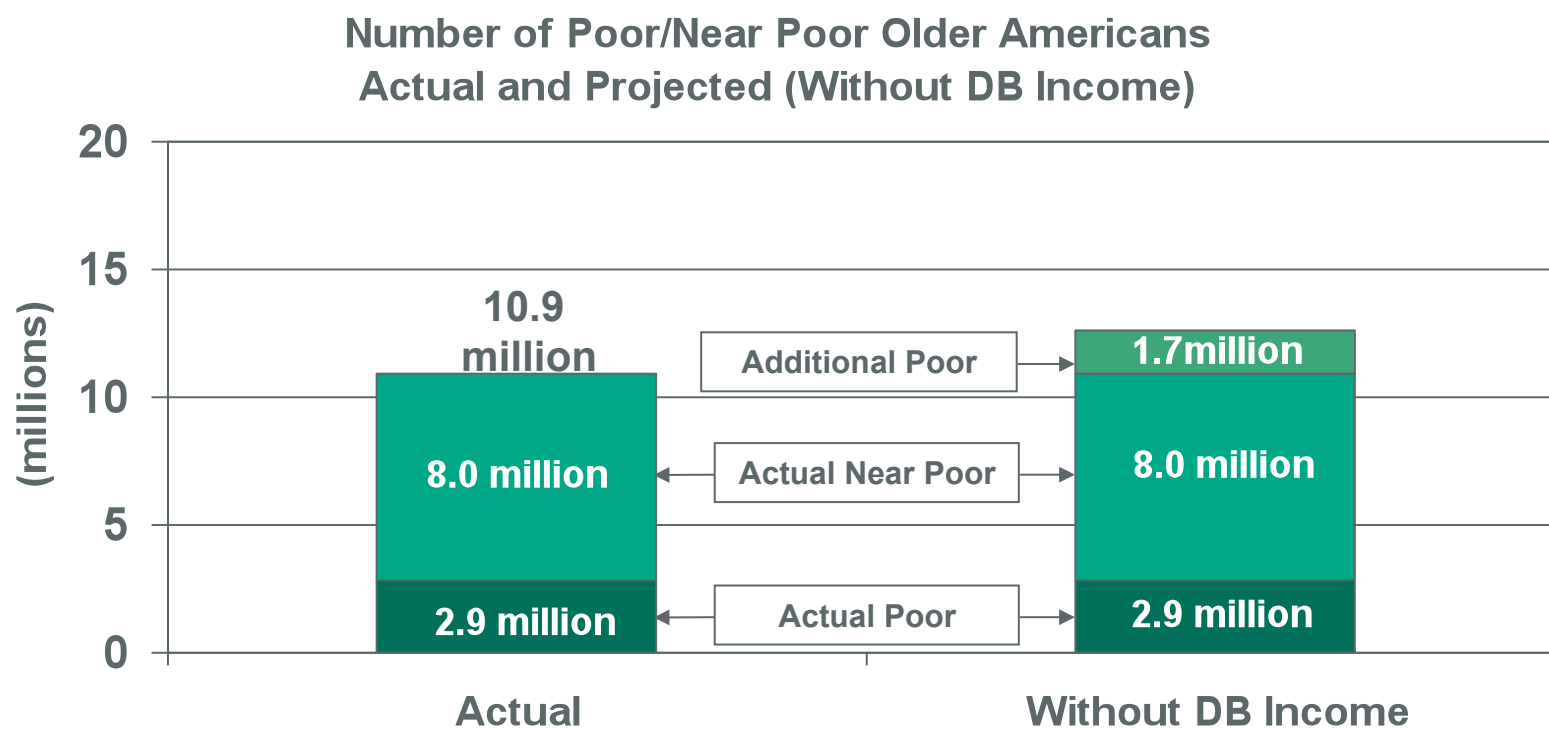 Number of Poor/Near Poor Older Americans
Actual and Projected (Without DB Income)
20
15
10
5
0
(millions)
10.9
million
8.0 million
2.9 million
Additional Poor
Actual Near Poor
Actual Poor
1.7million
8.0 million
2.9 million
Actual
Without DB Income